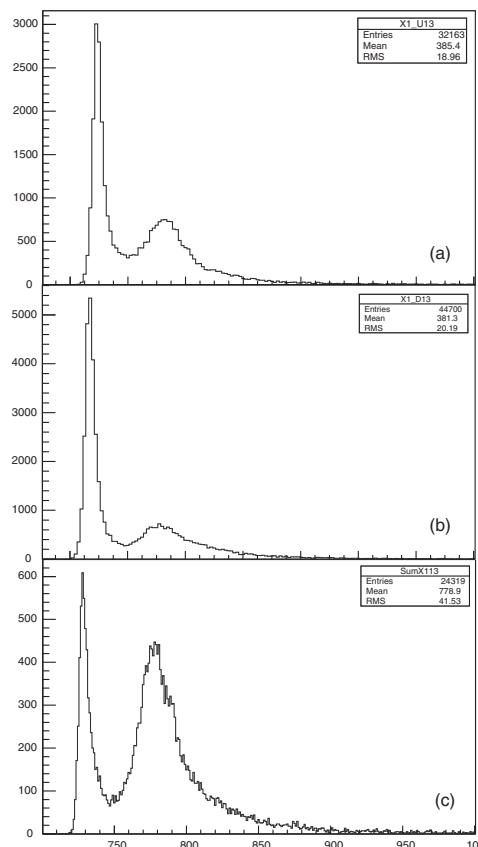 X1_U13
Entries 32163
Mean 385.4
RMS 18.96
3000
2500
2000
1500
1000
500
0
(a)
X1_D13
Entries 44700
Mean 381.3
RMS 20.19
5000
4000
3000
2000
1000
0
(b)
SumX113
Entries 24319
Mean 778.9
RMS 41.53
600
500
400
300
200
100
0
(c)
750 800 850 900 950 10